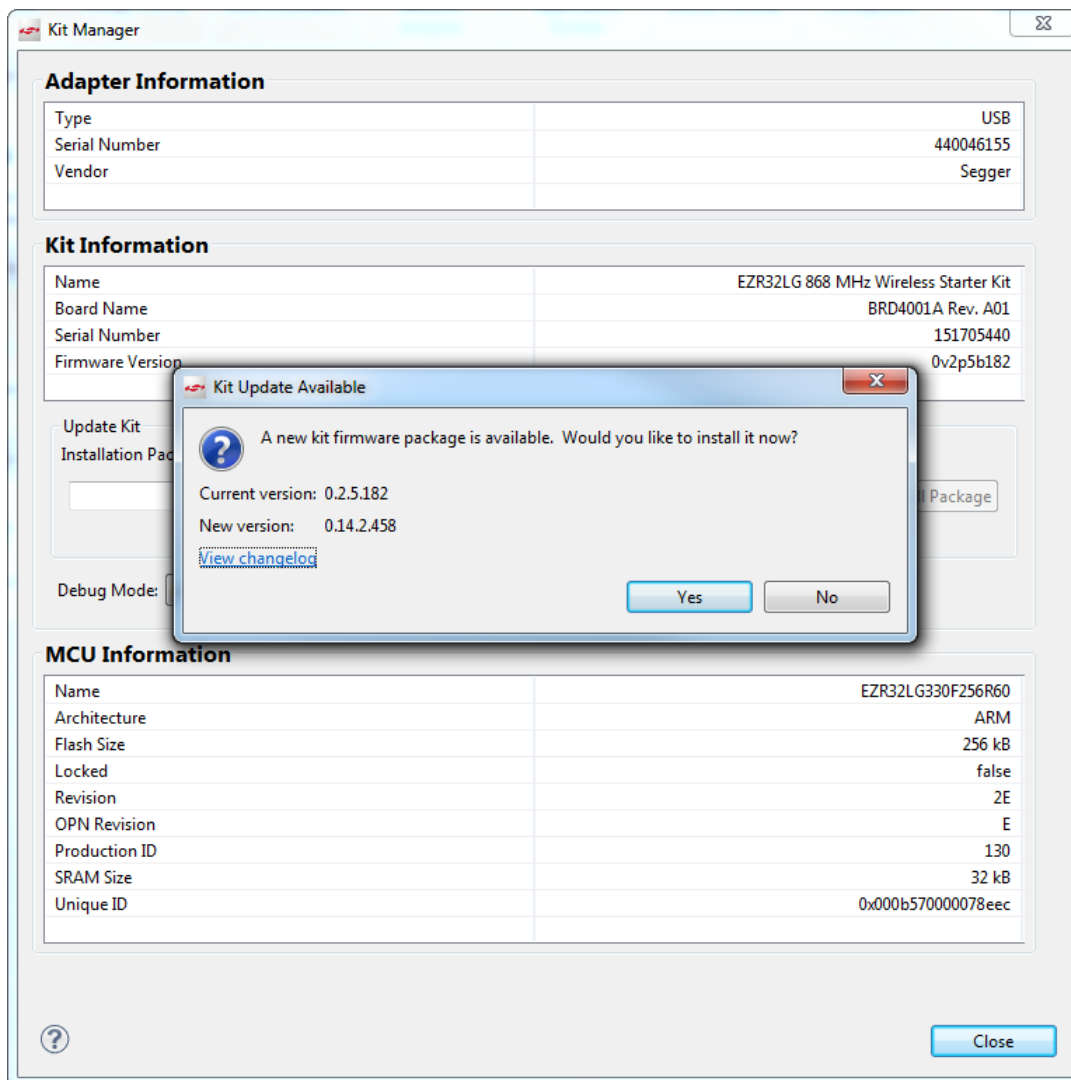 Kit Manager
Adapter Information
Type USB
Serial Number 440046155
Vendor Segger
Kit Information
Name EZR32LG 868 MHz Wireless Starter Kit
Board Name BRD4001A Rev. A01
Serial Number 151705440
Firmware Version 0v2p5b182
Kit Update Available
Update Kit
A new kit firmware package is available. Would you like to install it now?
Installation
Current version: 0.2.5.182
Package
New version: 0.14.2.458
View changelog
Debug Mode:
Yes No
MCU Information
Name EZR32LG330F256R60
Architecture ARM
Flash Size 256 kB
Locked false
Revision 2E
OPN Revision E
Production ID 130
SRAM Size 32 kB
Unique ID 0x000b570000078eec
?
Close